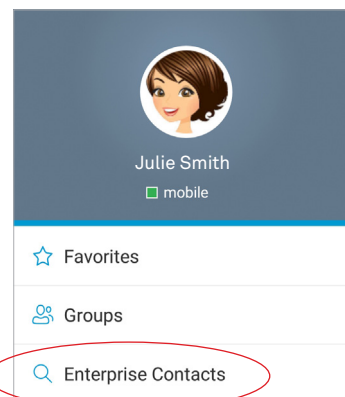 Julie Smith
mobile
Favorites
Groups
Enterprise Contacts